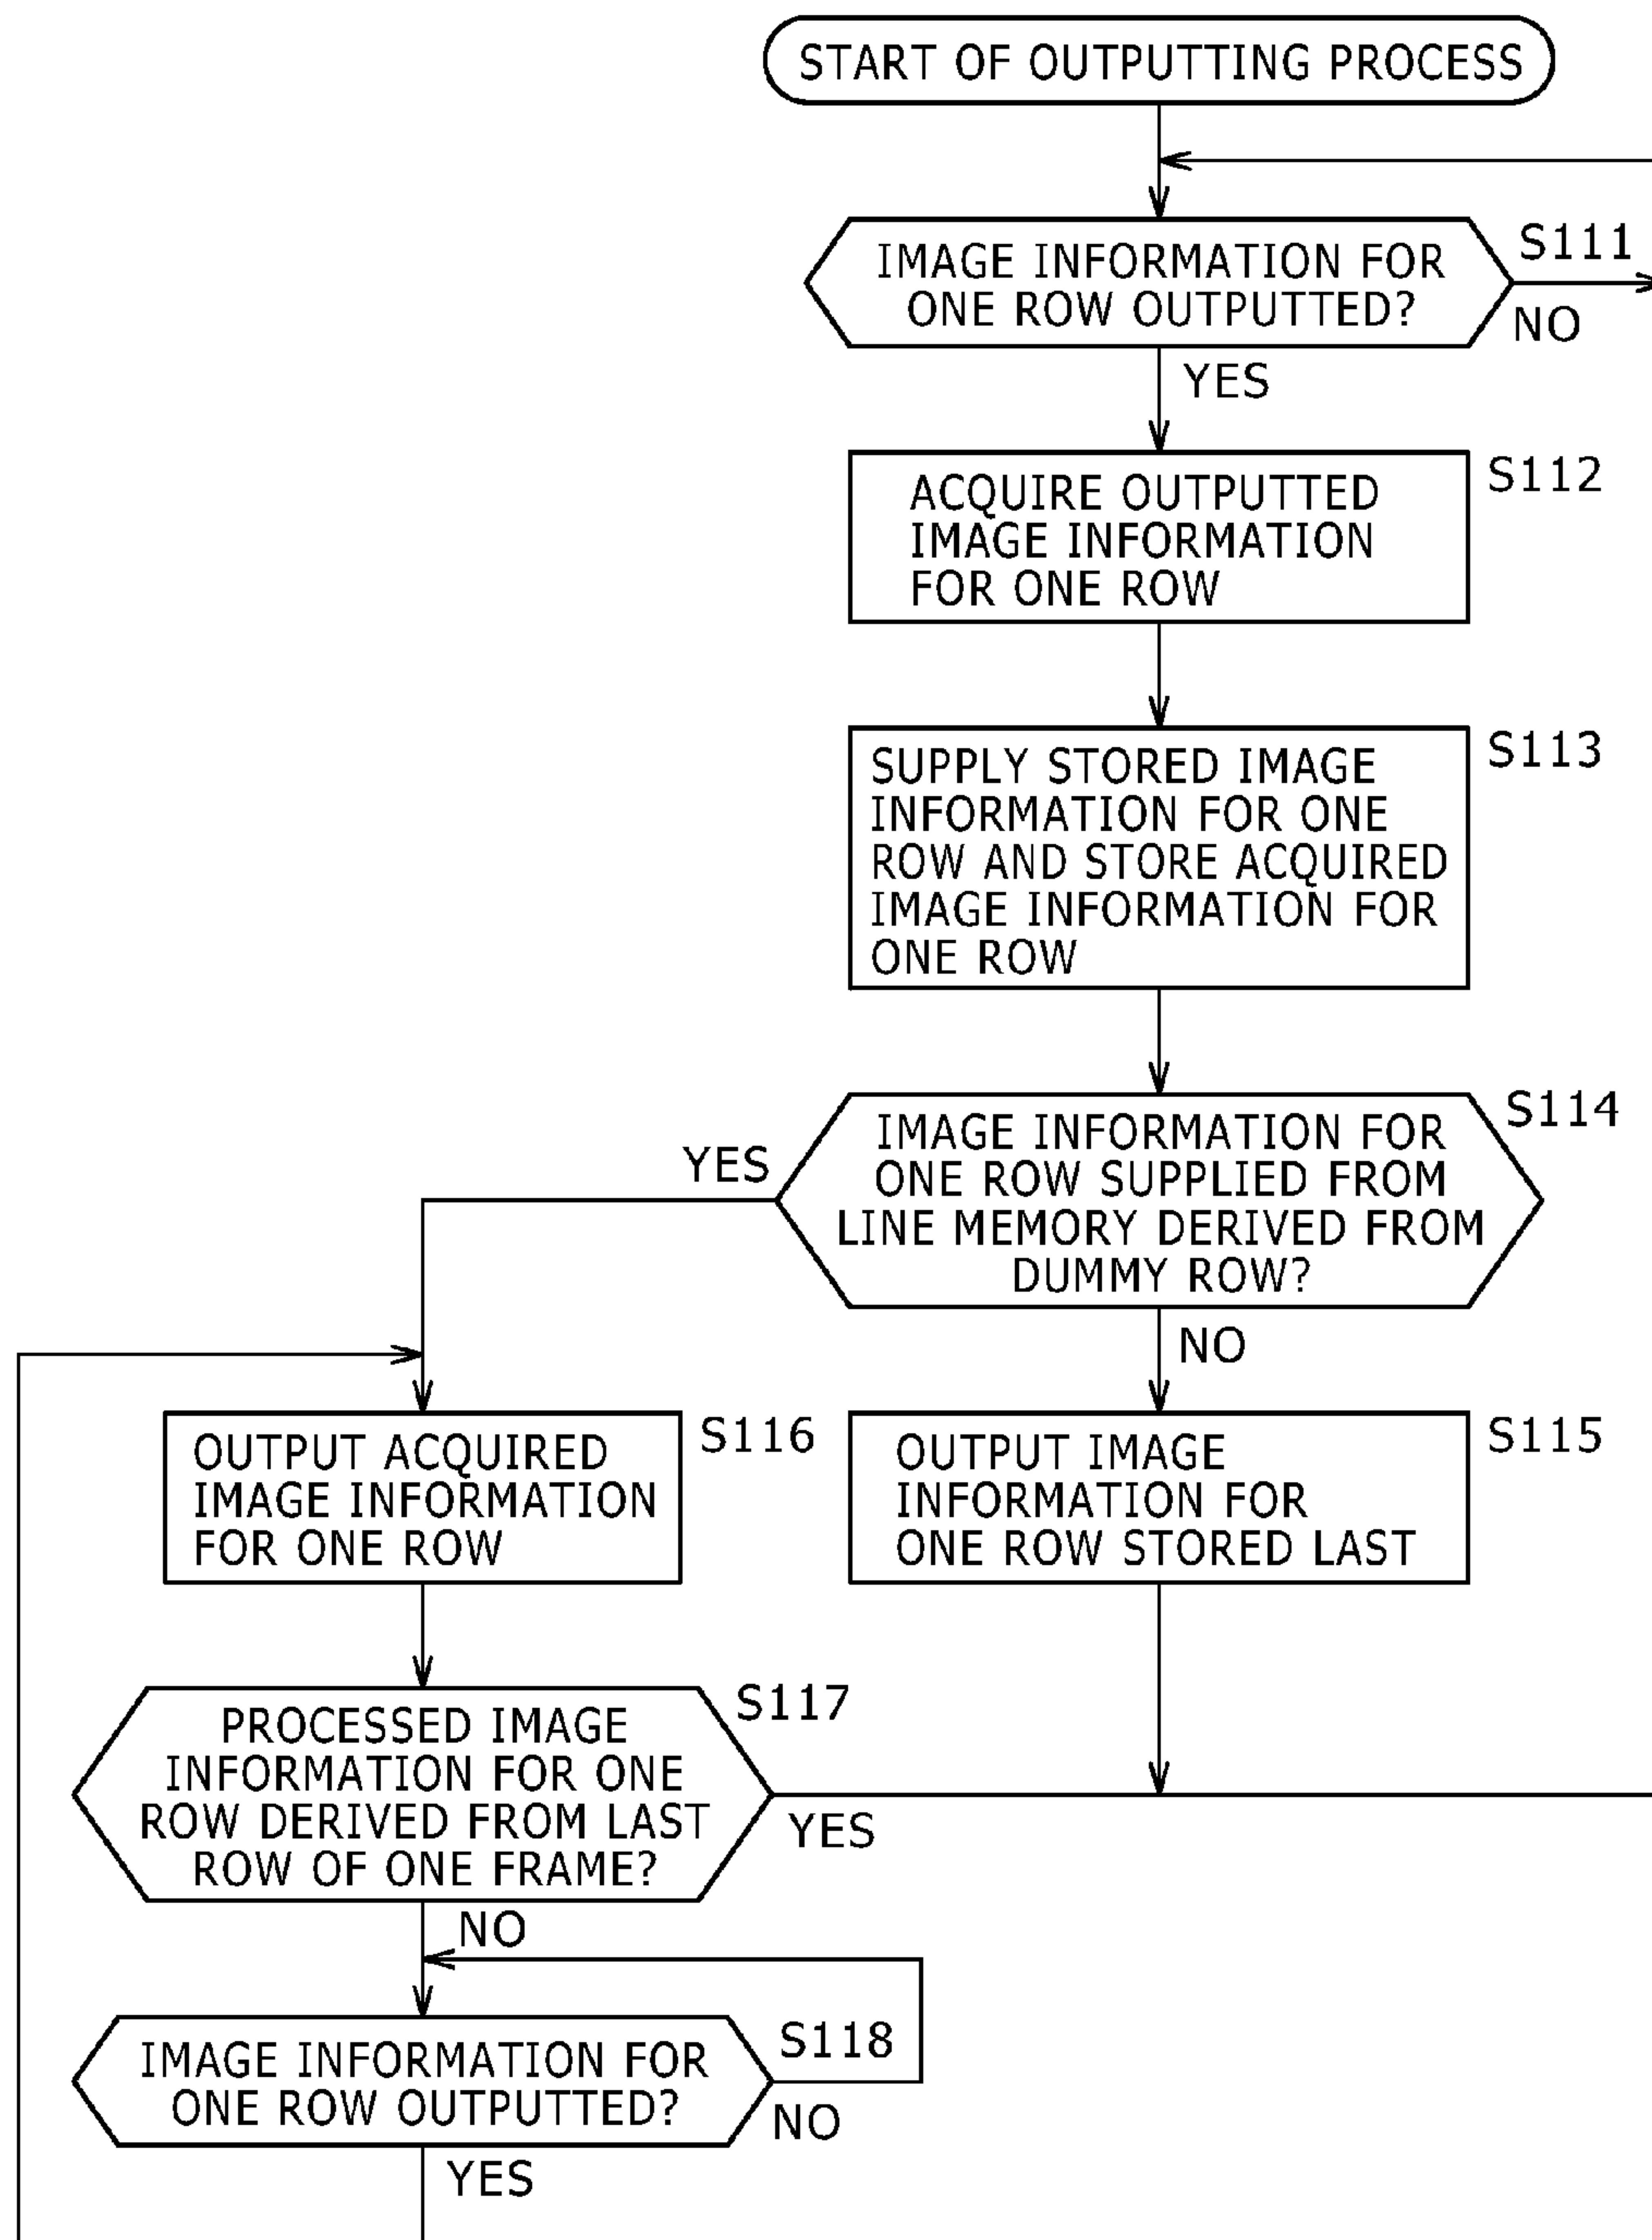 START OF OUTPUTTING PROCESS
IMAGE INFORMATION FOR
ONE ROW OUTPUTTED?
S111
NO
YES
ACQUIRE OUTPUTTED
IMAGE INFORMATION
FOR ONE ROW
S112
SUPPLY STORED IMAGE
INFORMATION FOR ONE
ROW AND STORE ACQUIRED
IMAGE INFORMATION FOR
ONE ROW
S113
IMAGE INFORMATION FOR
ONE ROW SUPPLIED FROM
LINE MEMORY DERIVED FROM
DUMMY ROW?
S114
YES
NO
OUTPUT ACQUIRED
IMAGE INFORMATION
FOR ONE ROW
S116
OUTPUT IMAGE
INFORMATION FOR
ONE ROW STORED LAST
S115
PROCESSED IMAGE
INFORMATION FOR ONE
ROW DERIVED FROM LAST
ROW OF ONE FRAME?
S117
YES
NO
IMAGE INFORMATION FOR
ONE ROW OUTPUTTED?
S118
NO
YES